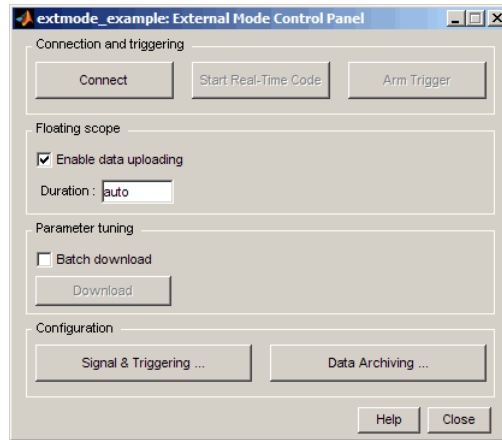 extmode_example: External Mode Control Panel
Connection and triggering
Connect Start Real-Time Code Arm Trigger
Floating scope
Enable data uploading
Duration : auto
Parameter tuning
Batch download
Download
Configuration
Signal & Triggering ... Data Archiving ...
Help Close